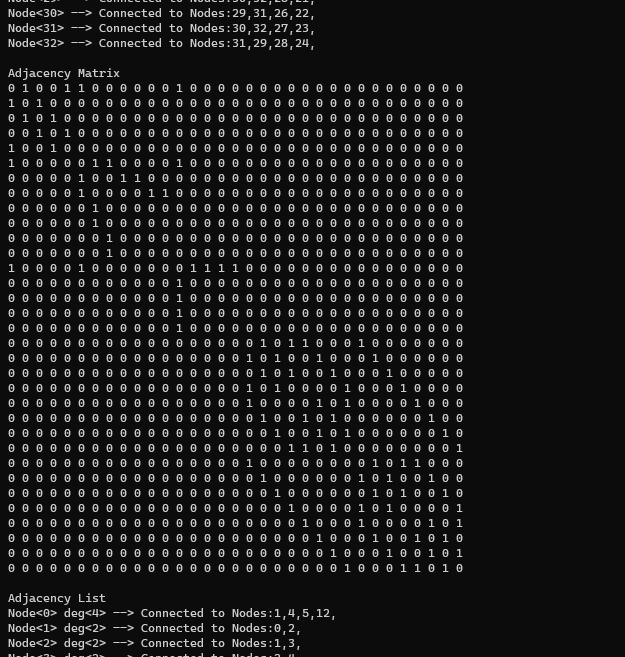 Node<30> --> Connected to Nodes:29,31,26,22,
Node<31> --> Connected to Nodes:30,32,27,23,
Node<32> --> Connected to Nodes:31,29,28,24,
Adjacency Matrix
0 1 0 0 1 1 0 0 0 0 0 0 1 0 0 0 0 0 0 0 0 0 0 0 0 0 0 0 0 0 0 0 0
1 0 1 0 0 0 0 0 0 0 0 0 0 0 0 0 0 0 0 0 0 0 0 0 0 0 0 0 0 0 0 0 0
0 1 0 1 0 0 0 0 0 0 0 0 0 0 0 0 0 0 0 0 0 0 0 0 0 0 0 0 0 0 0 0 0
0 0 1 0 1 0 0 0 0 0 0 0 0 0 0 0 0 0 0 0 0 0 0 0 0 0 0 0 0 0 0 0 0
1 0 0 1 0 0 0 0 0 0 0 0 0 0 0 0 0 0 0 0 0 0 0 0 0 0 0 0 0 0 0 0 0
1 0 0 0 0 0 1 1 0 0 0 0 1 0 0 0 0 0 0 0 0 0 0 0 0 0 0 0 0 0 0 0 0
0 0 0 0 0 1 0 0 1 1 0 0 0 0 0 0 0 0 0 0 0 0 0 0 0 0 0 0 0 0 0 0 0
0 0 0 0 0 1 0 0 0 0 1 1 0 0 0 0 0 0 0 0 0 0 0 0 0 0 0 0 0 0 0 0 0
0 0 0 0 0 0 1 0 0 0 0 0 0 0 0 0 0 0 0 0 0 0 0 0 0 0 0 0 0 0 0 0 0
0 0 0 0 0 0 1 0 0 0 0 0 0 0 0 0 0 0 0 0 0 0 0 0 0 0 0 0 0 0 0 0 0
0 0 0 0 0 0 0 1 0 0 0 0 0 0 0 0 0 0 0 0 0 0 0 0 0 0 0 0 0 0 0 0 0
0 0 0 0 0 0 0 1 0 0 0 0 0 0 0 0 0 0 0 0 0 0 0 0 0 0 0 0 0 0 0 0 0
1 0 0 0 0 1 0 0 0 0 0 0 0 1 1 1 1 0 0 0 0 0 0 0 0 0 0 0 0 0 0 0 0
0 0 0 0 0 0 0 0 0 0 0 0 1 0 0 0 0 0 0 0 0 0 0 0 0 0 0 0 0 0 0 0 0
0 0 0 0 0 0 0 0 0 0 0 0 1 0 0 0 0 0 0 0 0 0 0 0 0 0 0 0 0 0 0 0 0
0 0 0 0 0 0 0 0 0 0 0 0 1 0 0 0 0 0 0 0 0 0 0 0 0 0 0 0 0 0 0 0 0
0 0 0 0 0 0 0 0 0 0 0 0 1 0 0 0 0 0 0 0 0 0 0 0 0 0 0 0 0 0 0 0 0
0 0 0 0 0 0 0 0 0 0 0 0 0 0 0 0 0 0 1 0 1 1 0 0 0 1 0 0 0 0 0 0 0
0 0 0 0 0 0 0 0 0 0 0 0 0 0 0 0 0 1 0 1 0 0 1 0 0 0 1 0 0 0 0 0 0
0 0 0 0 0 0 0 0 0 0 0 0 0 0 0 0 0 0 1 0 1 0 0 1 0 0 0 1 0 0 0 0 0
0 0 0 0 0 0 0 0 0 0 0 0 0 0 0 0 0 1 0 1 0 0 0 0 1 0 0 0 1 0 0 0 0
0 0 0 0 0 0 0 0 0 0 0 0 0 0 0 0 0 1 0 0 0 0 1 0 1 0 0 0 0 1 0 0 0
0 0 0 0 0 0 0 0 0 0 0 0 0 0 0 0 0 0 1 0 0 1 0 1 0 0 0 0 0 0 1 0 0
0 0 0 0 0 0 0 0 0 0 0 0 0 0 0 0 0 0 0 1 0 0 1 0 1 0 0 0 0 0 0 1 0
0 0 0 0 0 0 0 0 0 0 0 0 0 0 0 0 0 0 0 0 1 1 0 1 0 0 0 0 0 0 0 0 1
0 0 0 0 0 0 0 0 0 0 0 0 0 0 0 0 0 1 0 0 0 0 0 0 0 0 1 0 1 1 0 0 0
0 0 0 0 0 0 0 0 0 0 0 0 0 0 0 0 0 0 1 0 0 0 0 0 0 1 0 1 0 0 1 0 0
0 0 0 0 0 0 0 0 0 0 0 0 0 0 0 0 0 0 0 1 0 0 0 0 0 0 1 0 1 0 0 1 0
0 0 0 0 0 0 0 0 0 0 0 0 0 0 0 0 0 0 0 0 1 0 0 0 0 1 0 1 0 0 0 0 1
0 0 0 0 0 0 0 0 0 0 0 0 0 0 0 0 0 0 0 0 0 1 0 0 0 1 0 0 0 0 1 0 1
0 0 0 0 0 0 0 0 0 0 0 0 0 0 0 0 0 0 0 0 0 0 1 0 0 0 1 0 0 1 0 1 0
0 0 0 0 0 0 0 0 0 0 0 0 0 0 0 0 0 0 0 0 0 0 0 1 0 0 0 1 0 0 1 0 1
0 0 0 0 0 0 0 0 0 0 0 0 0 0 0 0 0 0 0 0 0 0 0 0 1 0 0 0 1 1 0 1 0
Adjacency List
Node<0> deg<4> --> Connected to Nodes:1,4,5,12,
Node<1> deg<2> --> Connected to Nodes:0,2,
Node<2> deg<2> --> Connected to Nodes:1,3,